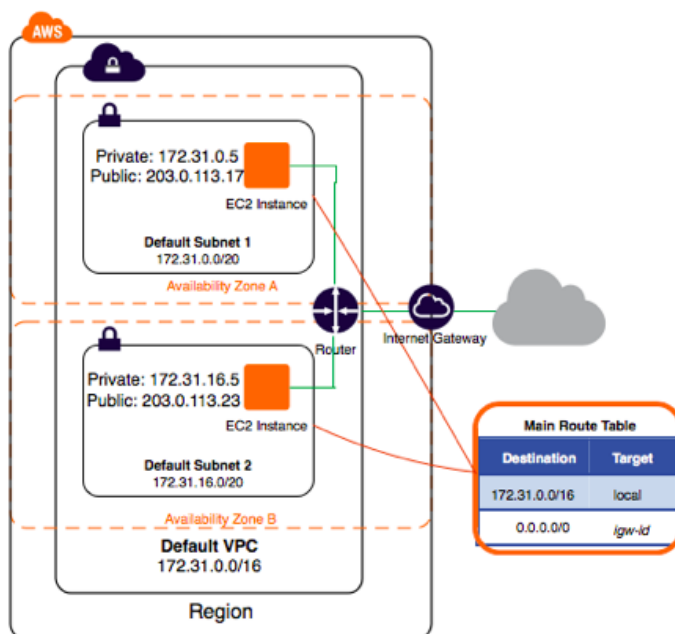 AWS
Private: 172.31.0.5
Public: 203.0.113.17
EC2 Instance
Default Subnet 1
172.31.0.0/20
Availability Zone A
Router
Internet Gateway
Private: 172.31.16.5
Public: 203.0.113.23
EC2 Instance
Default Subnet 2
172.31.16.0/20
Availability Zone B
Default VPC
172.31.0.0/16
Region
Main Route Table
Destination Target
172.31.0.0/16 local
0.0.0.0/0 igw-id